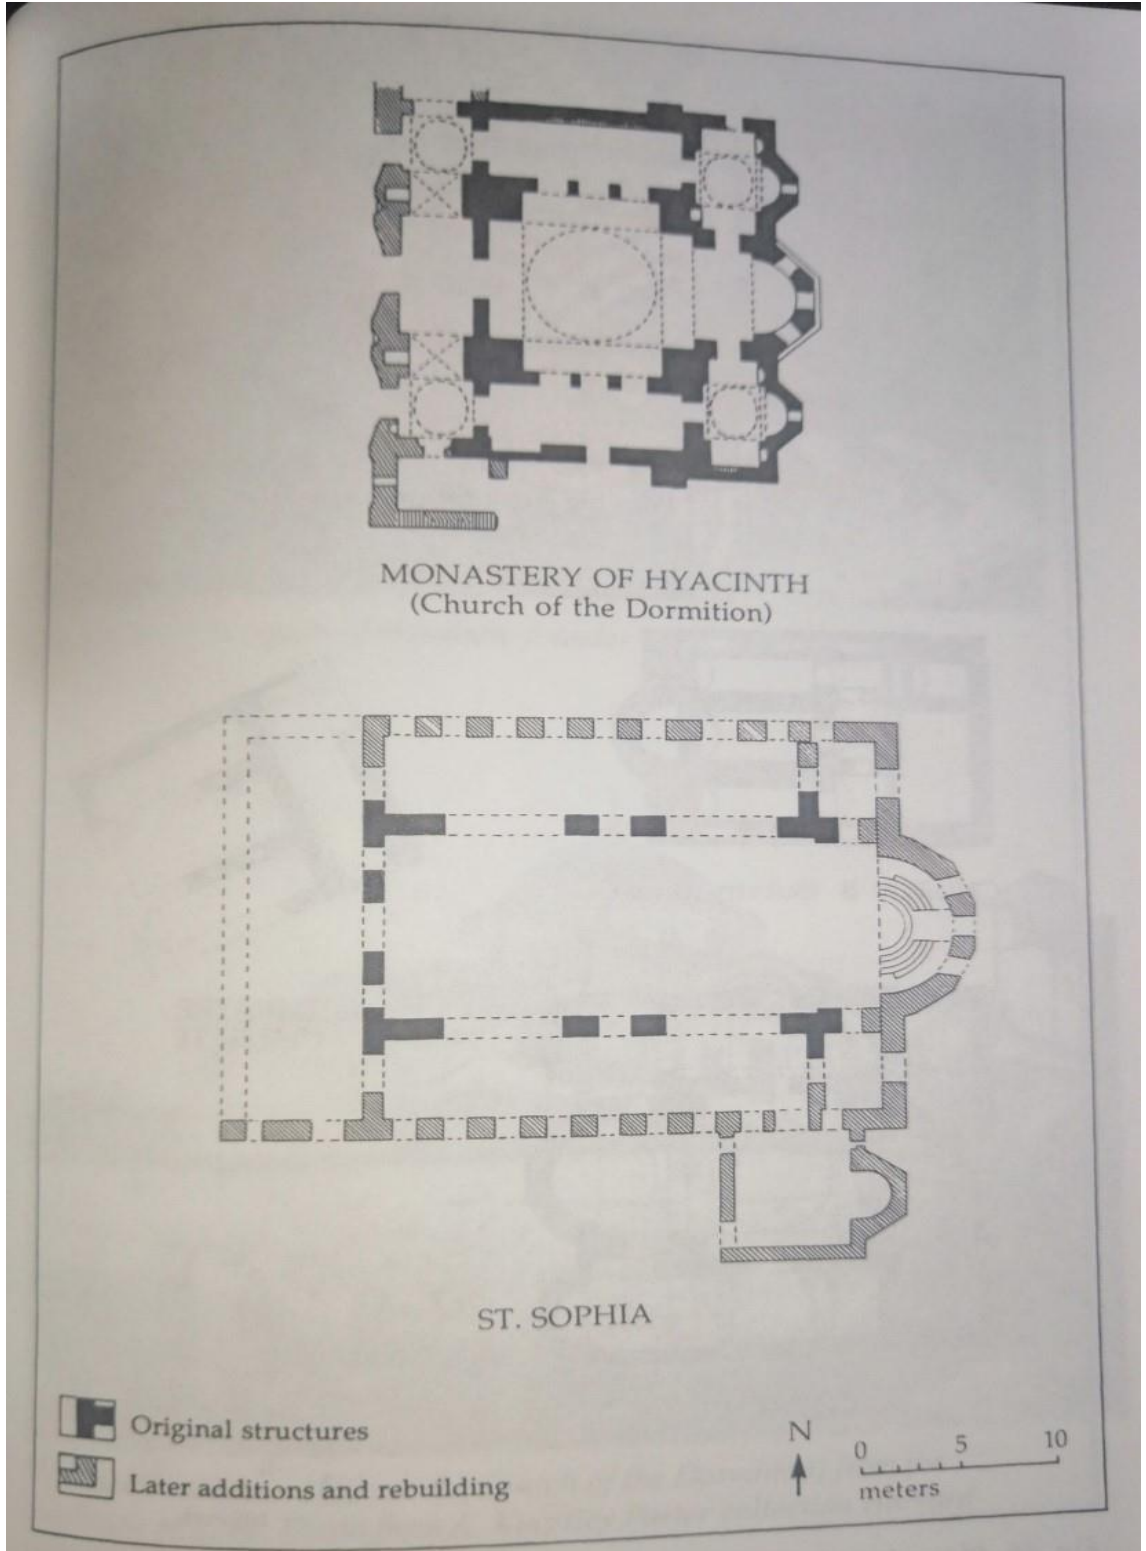 MONASTERY OF HYACINTH
(Church of the Dormition)
ST. SOPHIA
Original structures
Later additions and rebuilding
N
0 5 10
meters